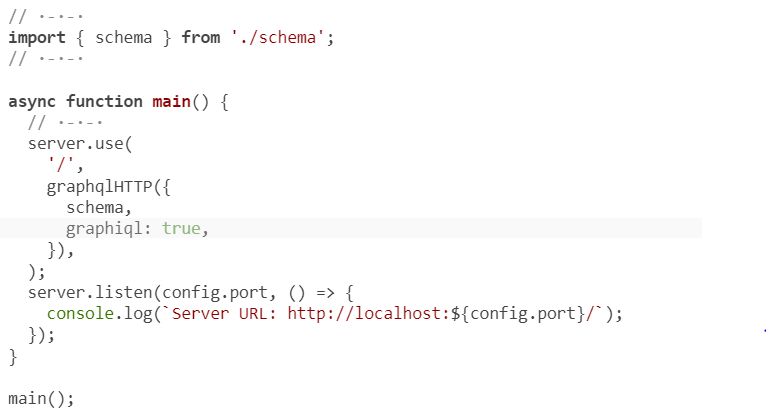 // ·-·-·
import { schema } from './schema';
// ·-·-·
async function main() {
  // ·-·-·
  server.use(
    '/',
    graphqlHTTP({
      schema,
      graphiql: true,
    }),
  );
  server.listen(config.port, () => {
    console.log(`Server URL: http://localhost:${config.port}/`);
  });
}
main();